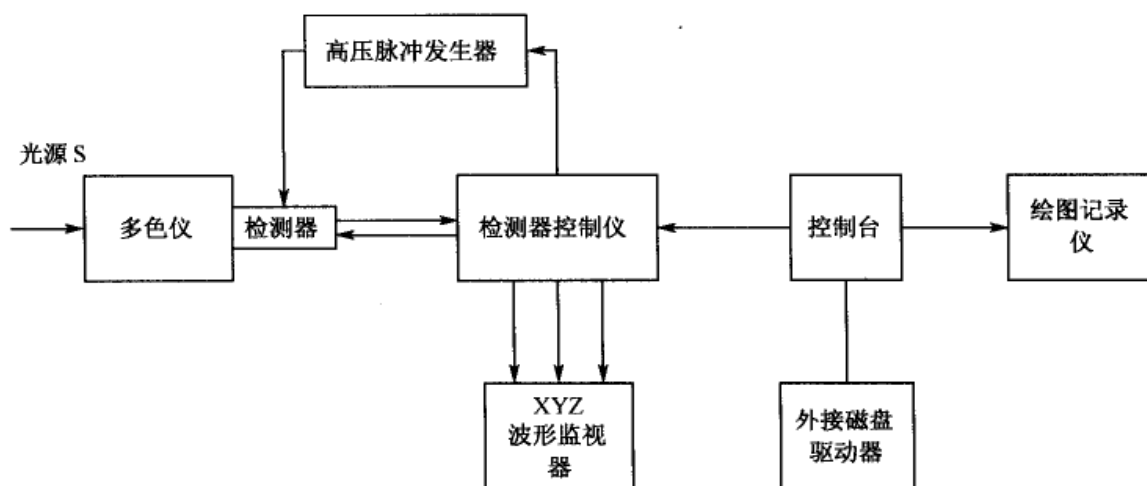 高压脉冲发生器
光源 S
多色仪
检测器
检测器控制仪
控制台
绘图记录
仪
XYZ
波形监视
器
外接磁盘
驱动器